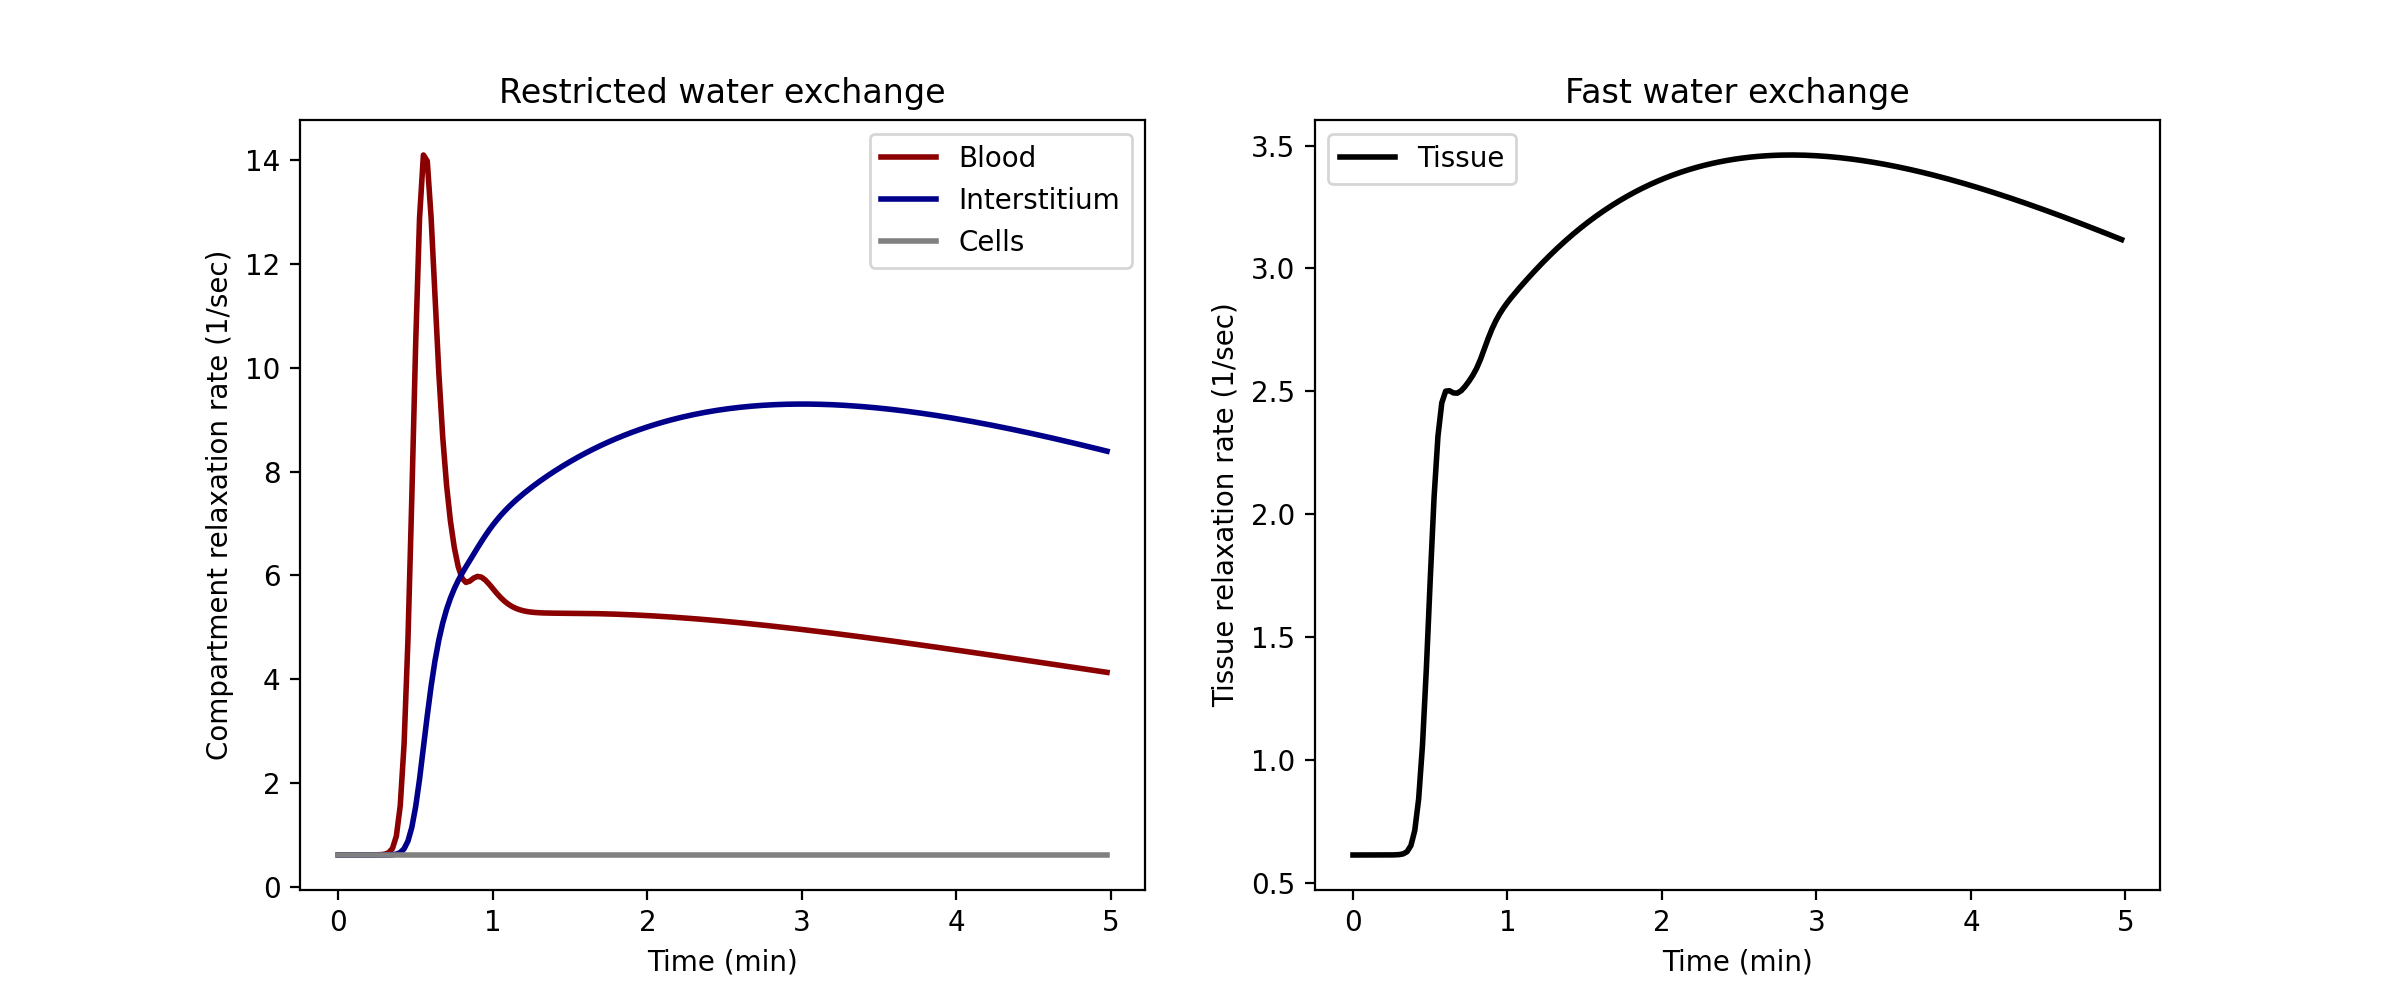 Restricted water exchange
Compartment relaxation rate (1/sec)
14
12
10
8
6
4
2
0
Blood
Interstitium
Cells
0 1 2 3 4 5
Time (min)
Fast water exchange
Tissue relaxation rate (1/sec)
3.5
3.0
2.5
2.0
1.5
1.0
0.5
Tissue
0 1 2 3 4 5
Time (min)